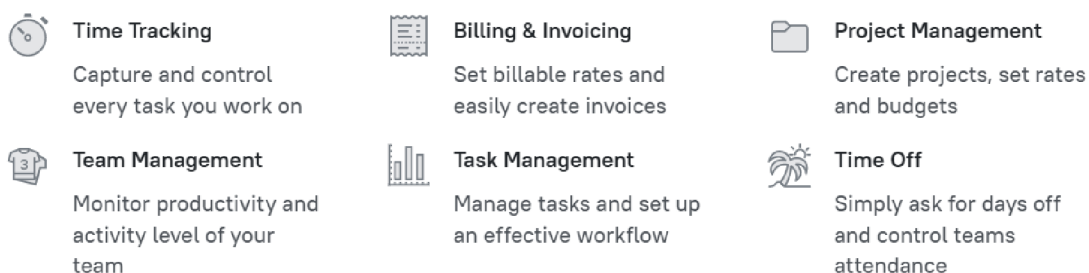 Time Tracking
Capture and control
every task you work on
Billing & Invoicing
Set billable rates and
easily create invoices
Project Management
Create projects, set rates
and budgets
3
Team Management
Monitor productivity and
activity level of your
team
Task Management
Manage tasks and set up
an effective workflow
Time Off
Simply ask for days off
and control teams
attendance